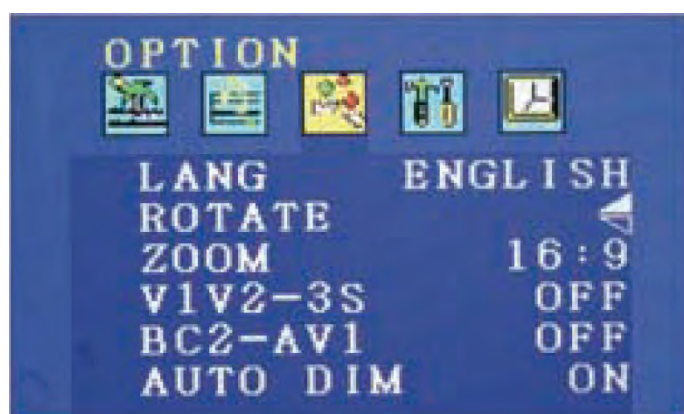 OPTION
LANG ENGLISH
ROTATE
ZOOM 16:9
V1V2-3S OFF
BC2-AV1 OFF
AUTO DIM ON